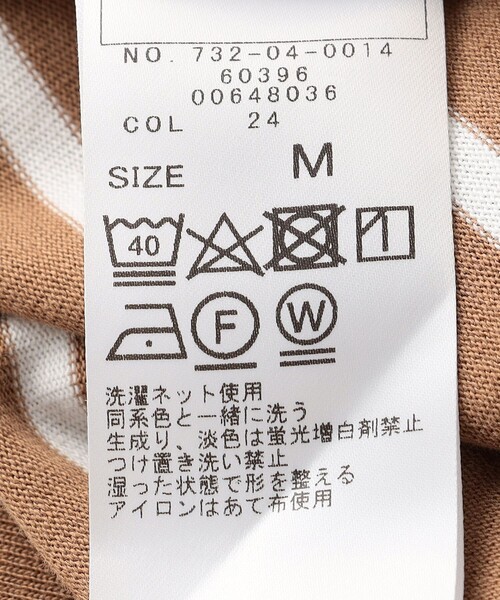 NO. 732-04-0014
60396
00648036
COL 24
SIZE M
40
F W
洗濯ネット使用
同系色と一緒に洗う
生成り、淡色は蛍光増白剤禁止
つけ置き洗い禁止
湿った状態で形を整える
アイロンはあて布使用